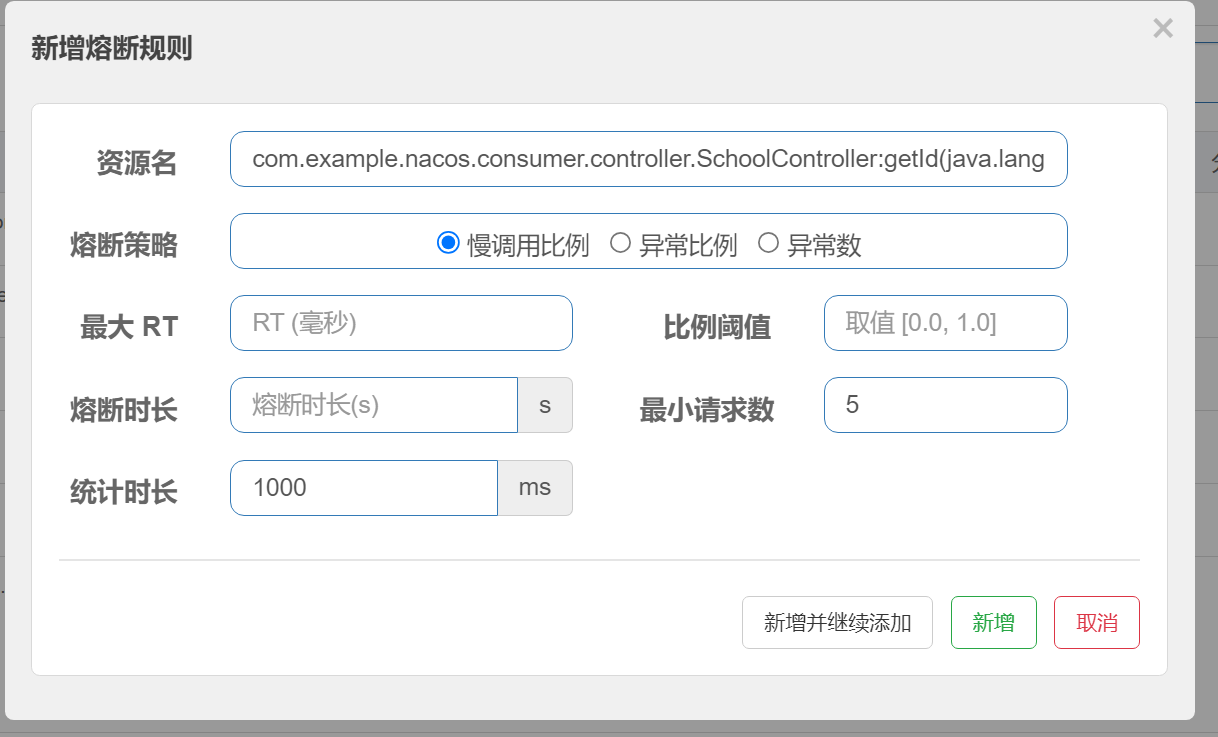 新增熔断规则
×
资源名 com.example.nacos.consumer.controller.SchoolController:getId(java.lang
熔断策略 慢调用比例 异常比例 异常数
最大 RT RT (毫秒) 比例阈值 取值 [0.0, 1.0]
熔断时长 熔断时长(s) s 最小请求数 5
统计时长 1000 ms
新增并继续添加 新增 取消